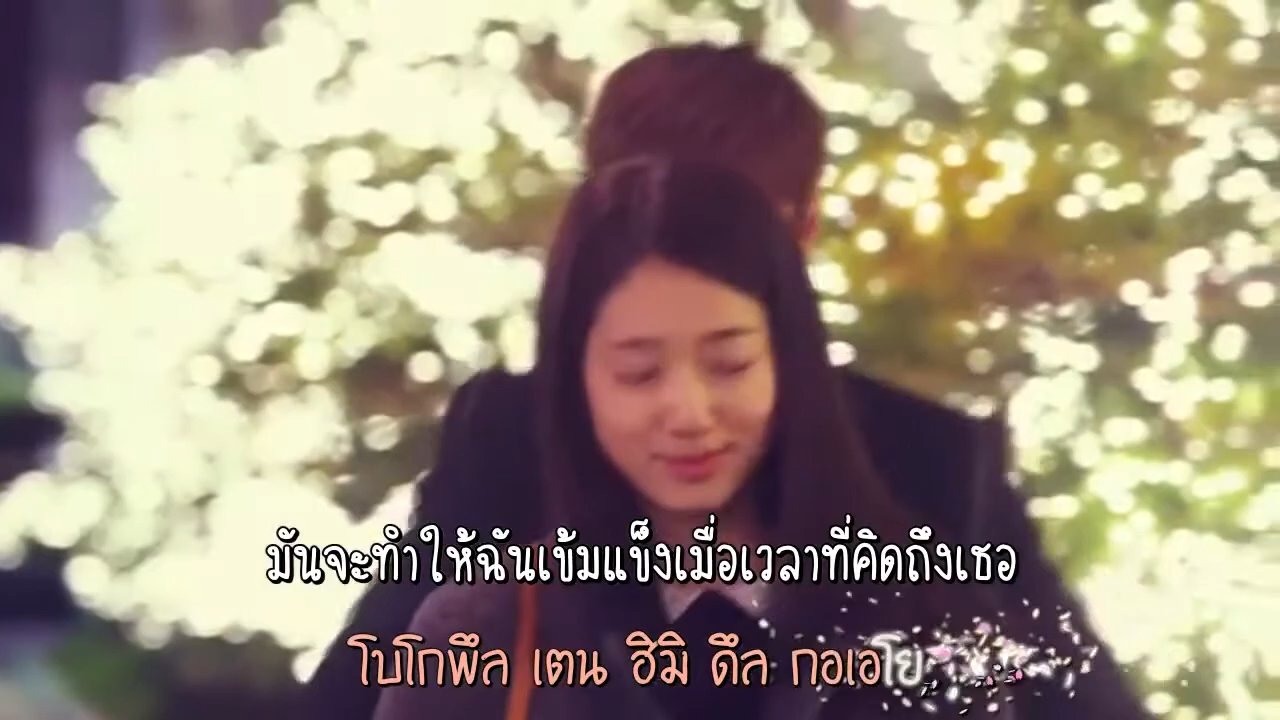 มันจะทำให้ฉันเข้มแข็งเมื่อเวลาที่คิดถึงเธอ
โบโกพึล เตน ฮิมิ ดึล กอเอโย